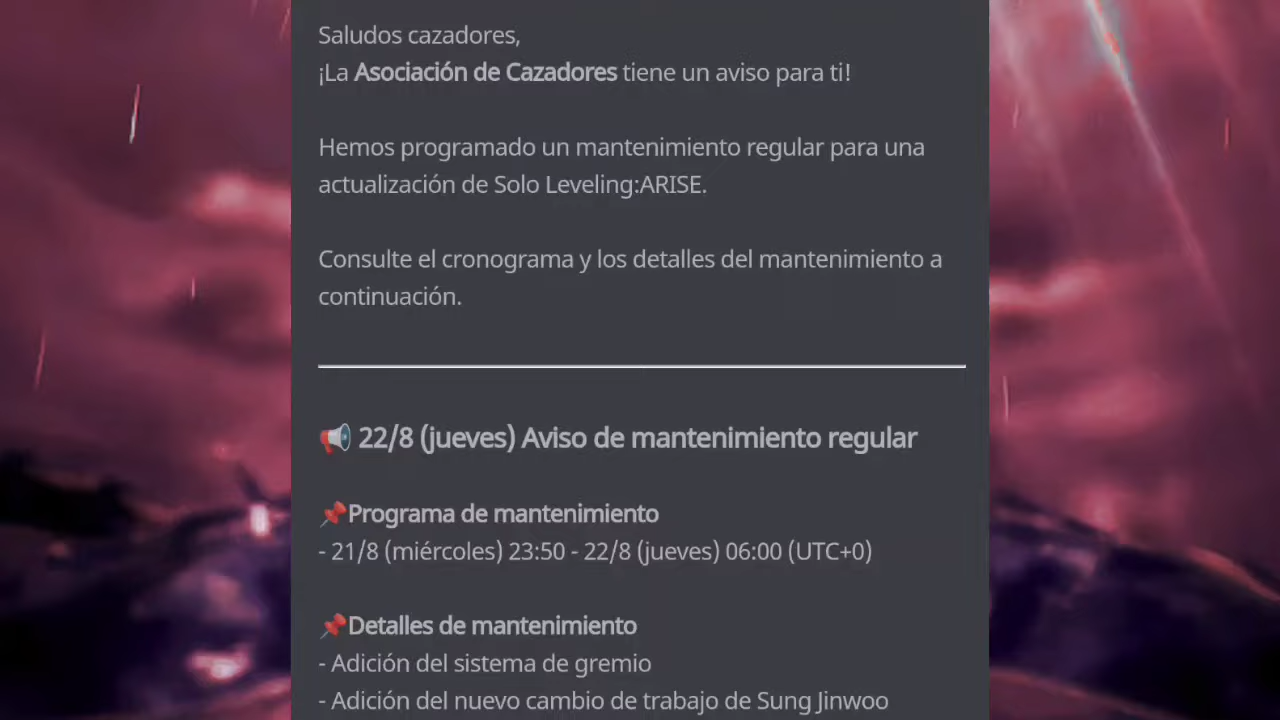 Saludos cazadores,
¡La Asociación de Cazadores tiene un aviso para ti!
Hemos programado un mantenimiento regular para una
actualización de Solo Leveling:ARISE.
Consulte el cronograma y los detalles del mantenimiento a
continuación.
📢 22/8 (jueves) Aviso de mantenimiento regular
📌Programa de mantenimiento
- 21/8 (miércoles) 23:50 - 22/8 (jueves) 06:00 (UTC+0)
📌Detalles de mantenimiento
- Adición del sistema de gremio
- Adición del nuevo cambio de trabajo de Sung Jinwoo